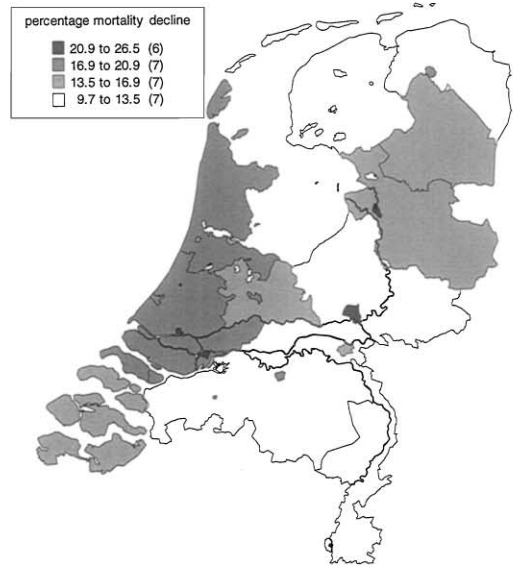 percentage mortality decline
20.9 to 26.5 (6)
16.9 to 20.9 (7)
13.5 to 16.9 (7)
9.7 to 13.5 (7)